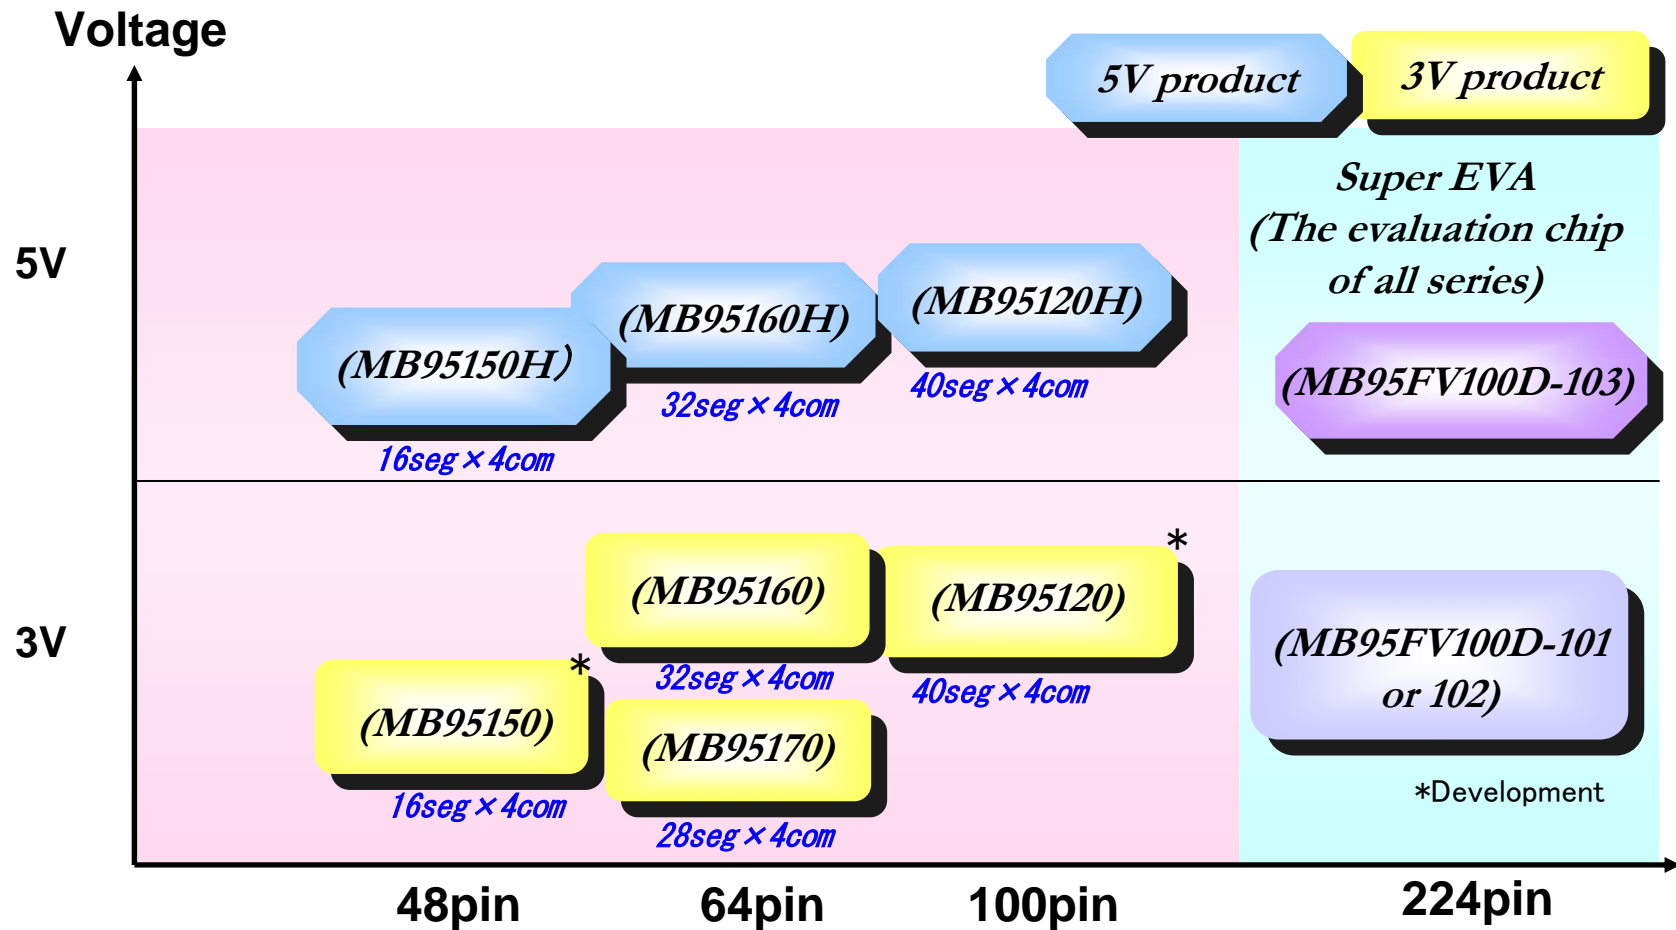 Voltage
5V product
3V product
Super EVA
(The evaluation chip
of all series)
5V
(MB95150H)
16seg×4com
(MB95160H)
32seg×4com
(MB95120H)
40seg×4com
(MB95FV100D-103)
3V
(MB95150)
*
16seg×4com
(MB95160)
32seg×4com
(MB95170)
28seg×4com
(MB95120)
*
40seg×4com
(MB95FV100D-101
or 102)
*Development
48pin
64pin
100pin
224pin